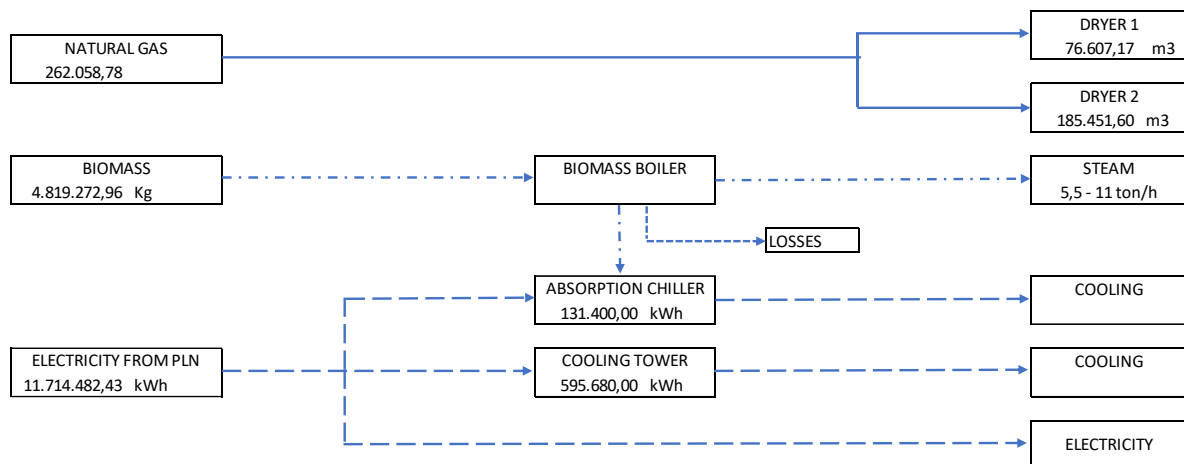 NATURAL GAS
262.058,78
DRYER 1
76.607,17 m3
DRYER 2
185.451,60 m3
BIOMASS
4.819.272,96 Kg
BIOMASS BOILER
STEAM
5,5 - 11 ton/h
LOSSES
ABSORPTION CHILLER
131.400,00 kWh
COOLING
ELECTRICITY FROM PLN
11.714.482,43 kWh
COOLING TOWER
595.680,00 kWh
COOLING
ELECTRICITY